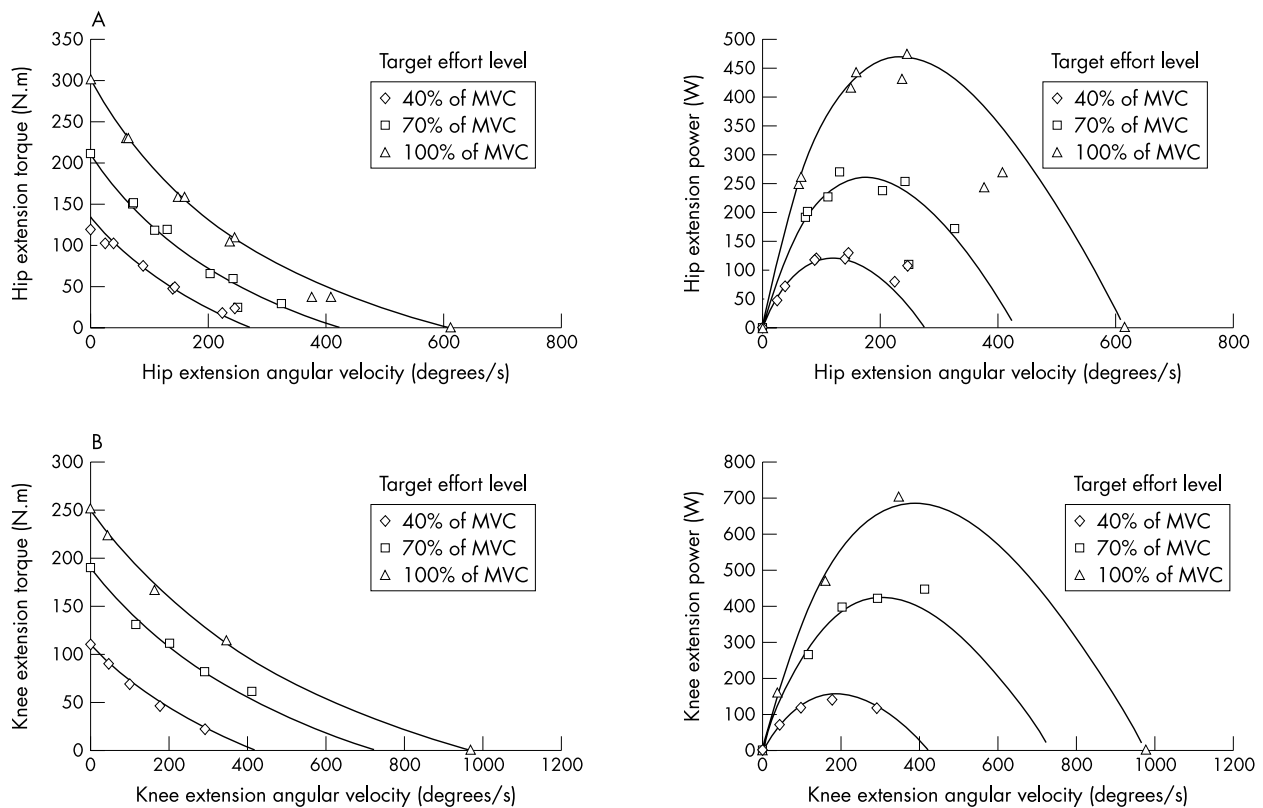 A
350
300
250
200
150
100
50
0
Hip extension torque (N.m)
0 200 400 600 800
Hip extension angular velocity (degrees/s)
Target effort level
40% of MVC
70% of MVC
100% of MVC
500
450
400
350
300
250
200
150
100
50
0
Hip extension power (W)
0 200 400 600 800
Hip extension angular velocity (degrees/s)
Target effort level
40% of MVC
70% of MVC
100% of MVC
B
300
250
200
150
100
50
0
Knee extension torque (N.m)
0 200 400 600 800 1000 1200
Knee extension angular velocity (degrees/s)
Target effort level
40% of MVC
70% of MVC
100% of MVC
800
700
600
500
400
300
200
100
0
Knee extension power (W)
0 200 400 600 800 1000 1200
Knee extension angular velocity (degrees/s)
Target effort level
40% of MVC
70% of MVC
100% of MVC